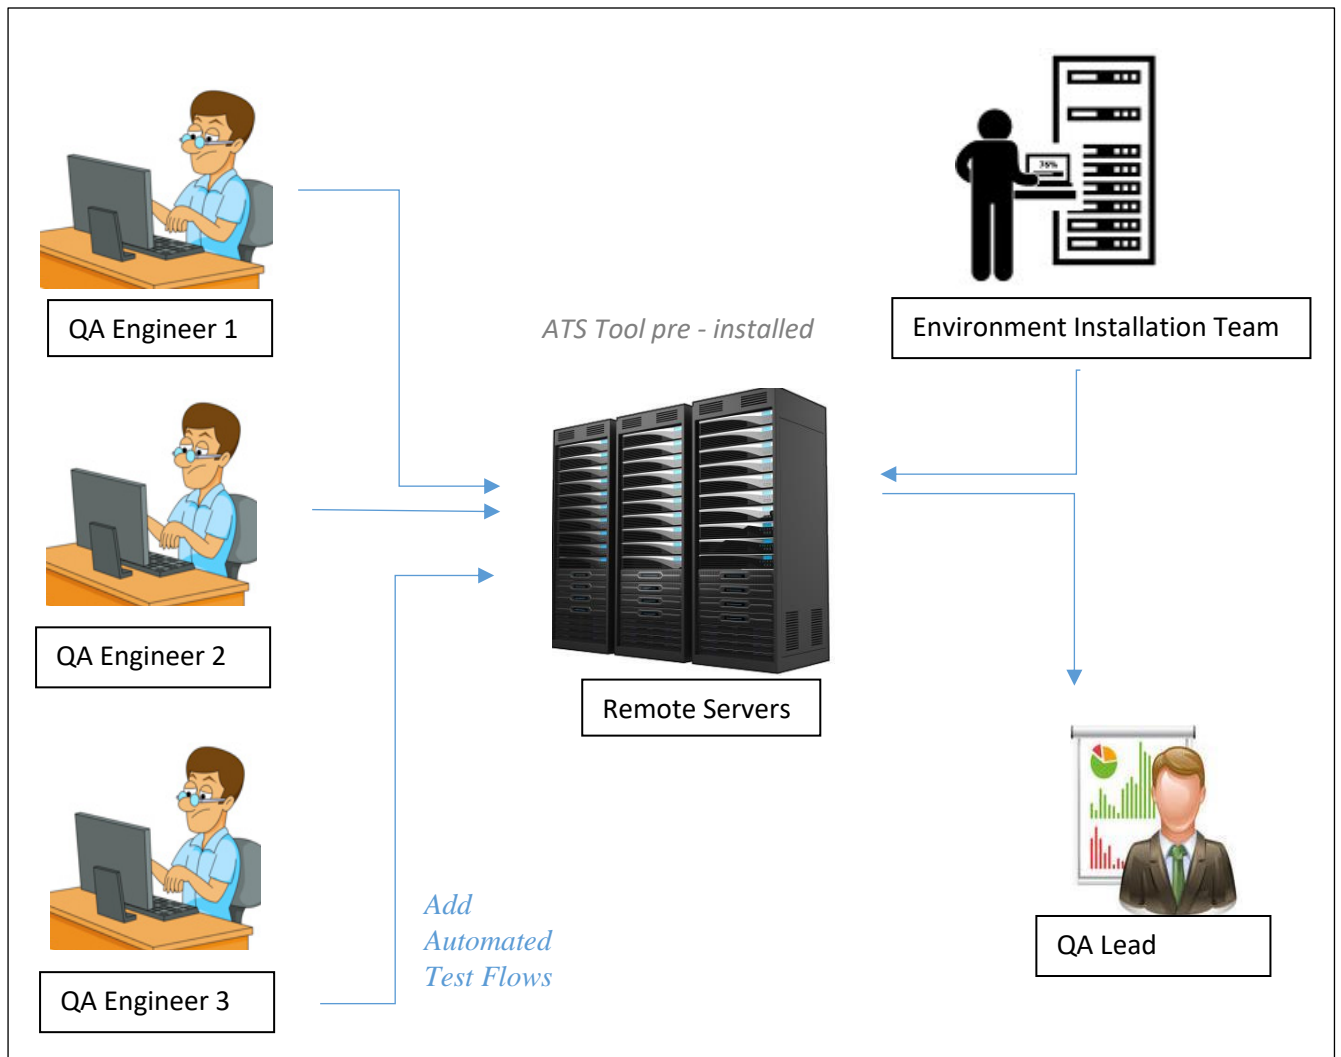 QA Engineer 1
ATS Tool pre - installed
76%
Environment Installation Team
QA Engineer 2
Remote Servers
QA Engineer 3
Add
Automated
Test Flows
QA Lead